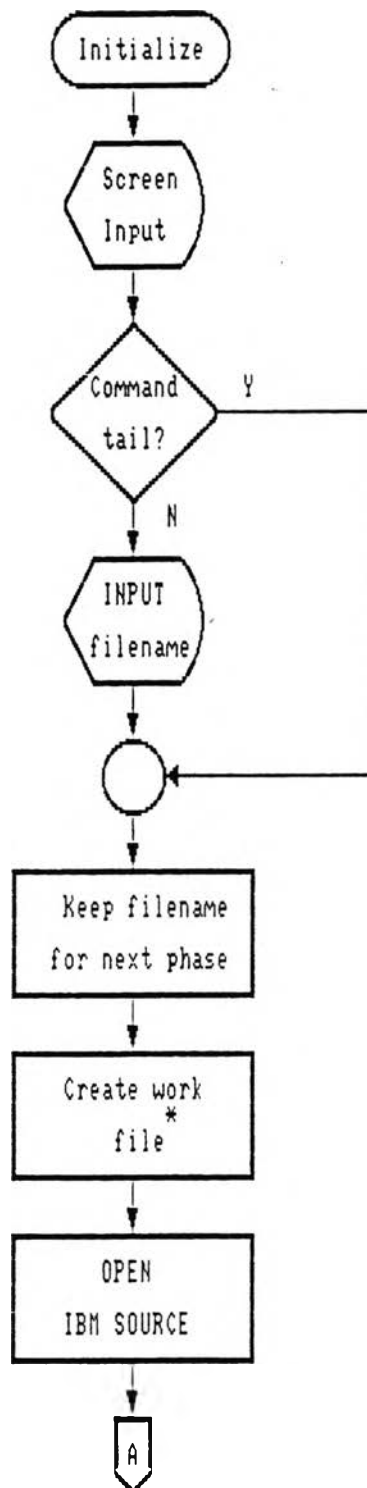 Initialize
Screen
Input
Command
tail?
Y
N
INPUT
filename
Keep filename
for next phase
Create work
file*
OPEN
IBM SOURCE
A